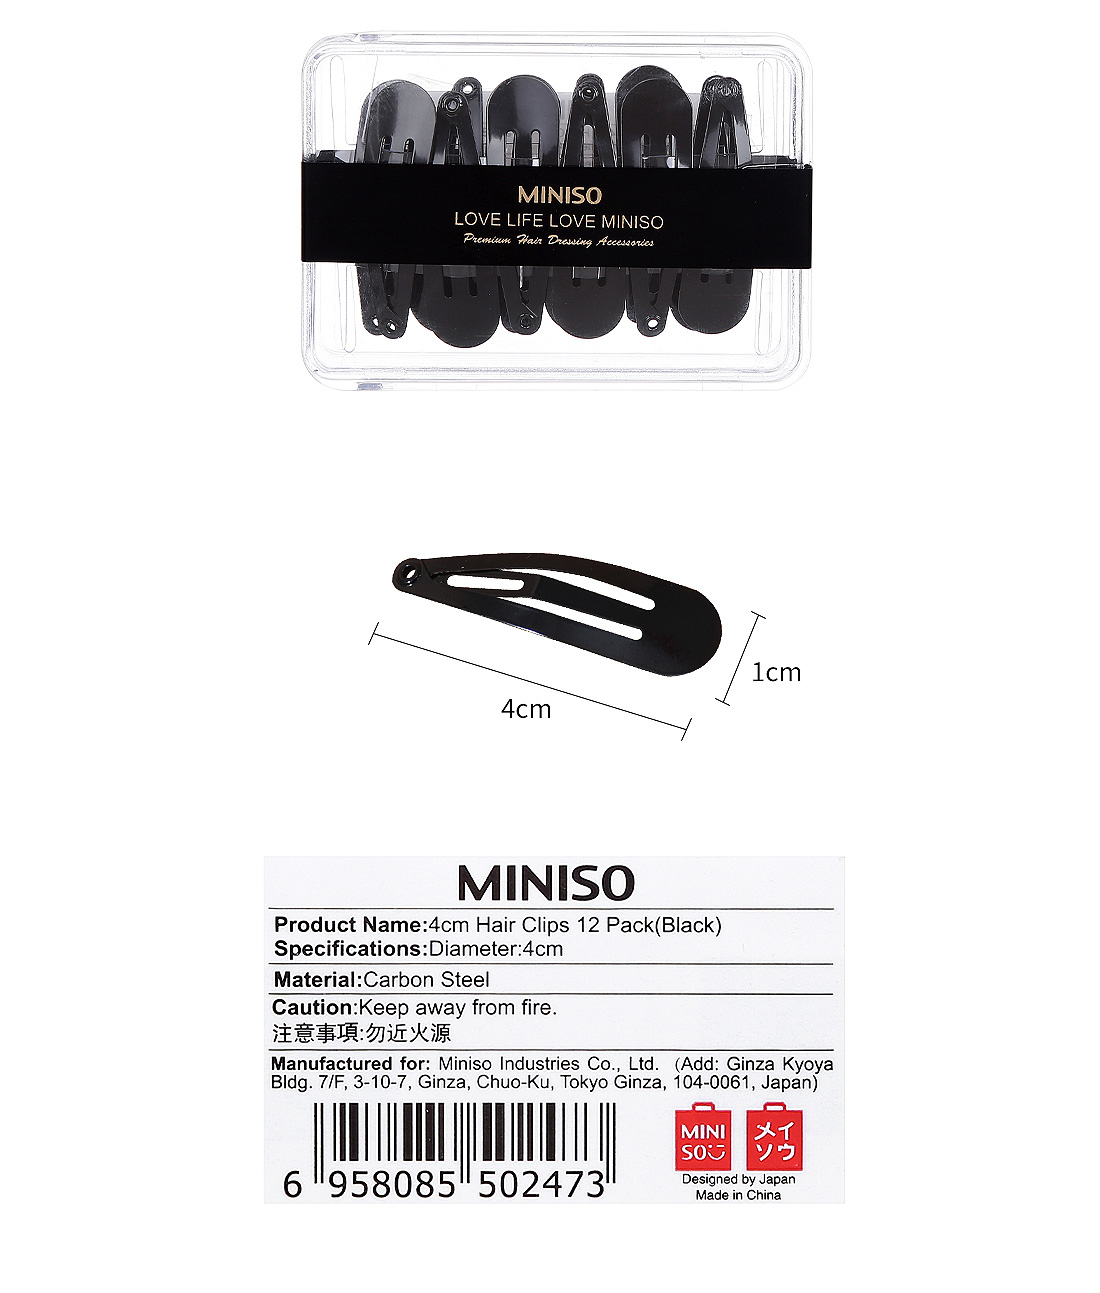 MINISO
LOVE LIFE LOVE MINISO
Premium Hair Dressing Accessories
1cm
4cm
MINISO
Product Name:4cm Hair Clips 12 Pack(Black)
Specifications:Diameter:4cm
Material:Carbon Steel
Caution:Keep away from fire.
注意事項:勿近火源
Manufactured for: Miniso Industries Co., Ltd. (Add: Ginza Kyoya
Bldg. 7/F, 3-10-7, Ginza, Chuo-Ku, Tokyo Ginza, 104-0061, Japan)
MINI
SO
メイ
ソウ
6 958085 502473
Designed by Japan
Made in China